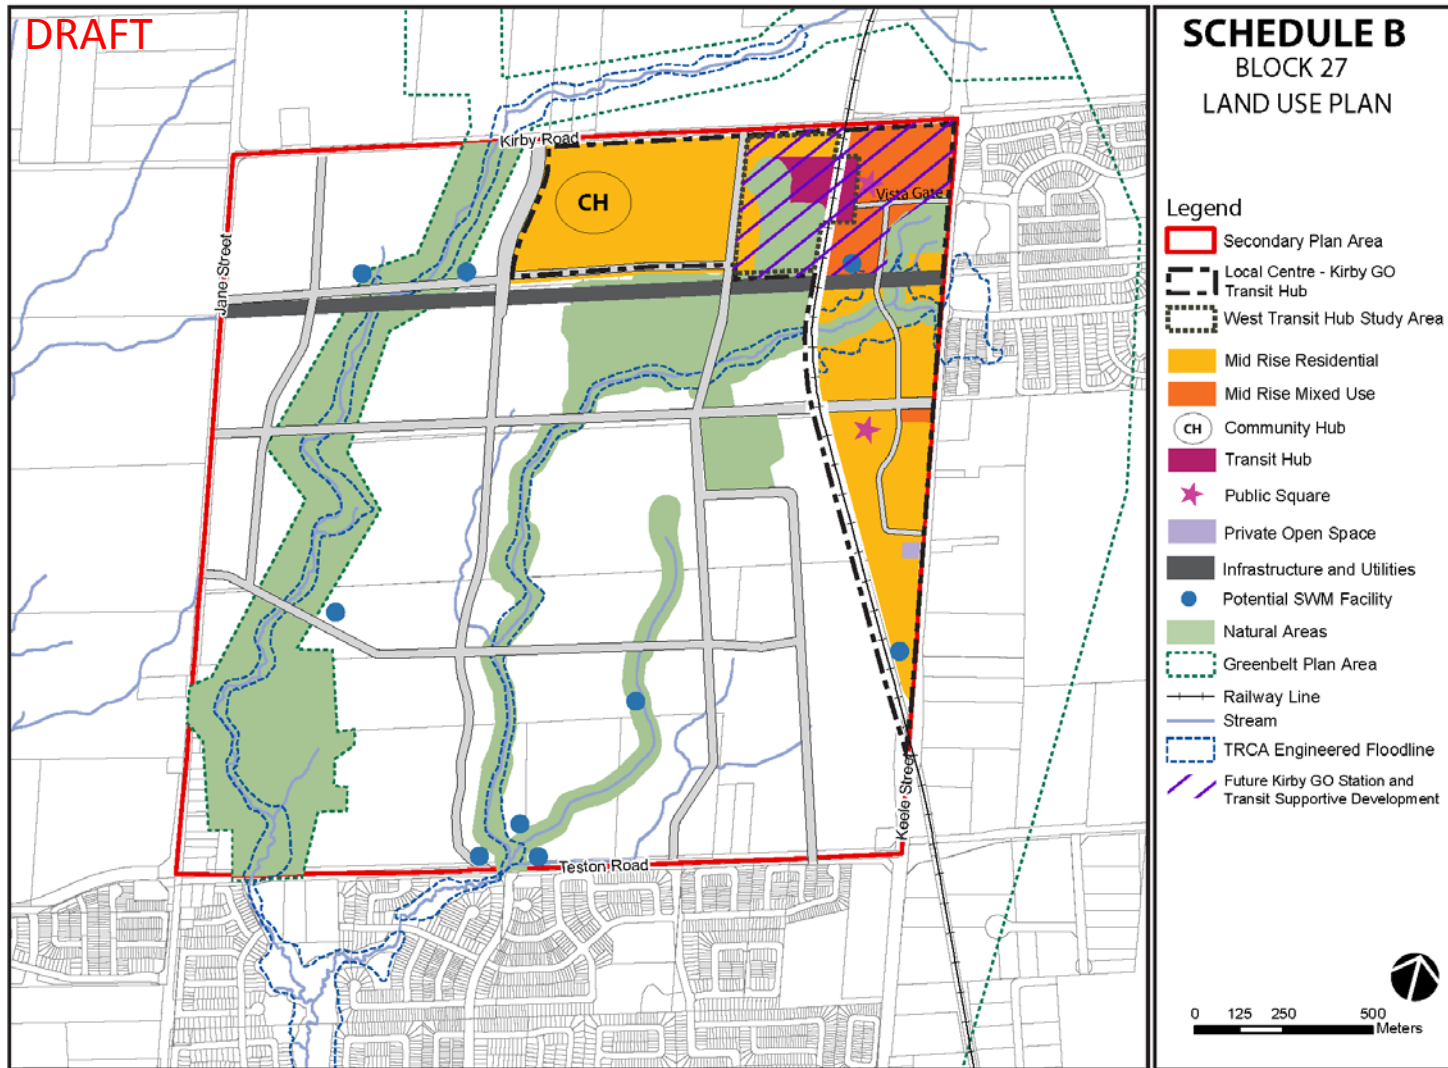 DRAFT
Kirby Road
CH
Vista Gate
Jane Street
Keele Street
Teston Road
SCHEDULE B
BLOCK 27
LAND USE PLAN
Legend
Secondary Plan Area
Local Centre - Kirby GO
Transit Hub
West Transit Hub Study Area
Mid Rise Residential
Mid Rise Mixed Use
CH
Community Hub
Transit Hub
Public Square
Private Open Space
Infrastructure and Utilities
Potential SWM Facility
Natural Areas
Greenbelt Plan Area
Railway Line
Stream
TRCA Engineered Floodline
Future Kirby GO Station and
Transit Supportive Development
0 125 250 500
Meters